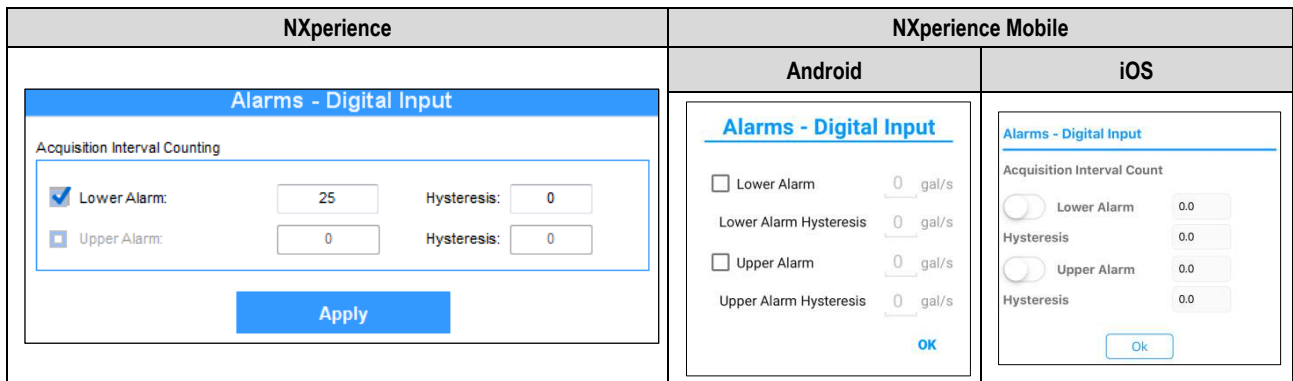 NXperience
NXperience Mobile
Android
iOS
Alarms - Digital Input
Acquisition Interval Counting
Lower Alarm: 25 Hysteresis: 0
Upper Alarm: 0 Hysteresis: 0
Apply
Alarms - Digital Input
Lower Alarm 0 gal/s
Lower Alarm Hysteresis 0 gal/s
Upper Alarm 0 gal/s
Upper Alarm Hysteresis 0 gal/s
OK
Alarms - Digital Input
Acquisition Interval Count
Lower Alarm 0.0
Hysteresis 0.0
Upper Alarm 0.0
Hysteresis 0.0
Ok